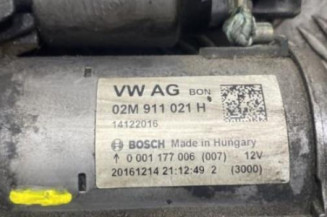 VW AG BON
02M 911 021 H
14122016
BOSCH Made in Hungary
0 001 177 006 (007) 12V
20161214 21:12:49 2 (3000)